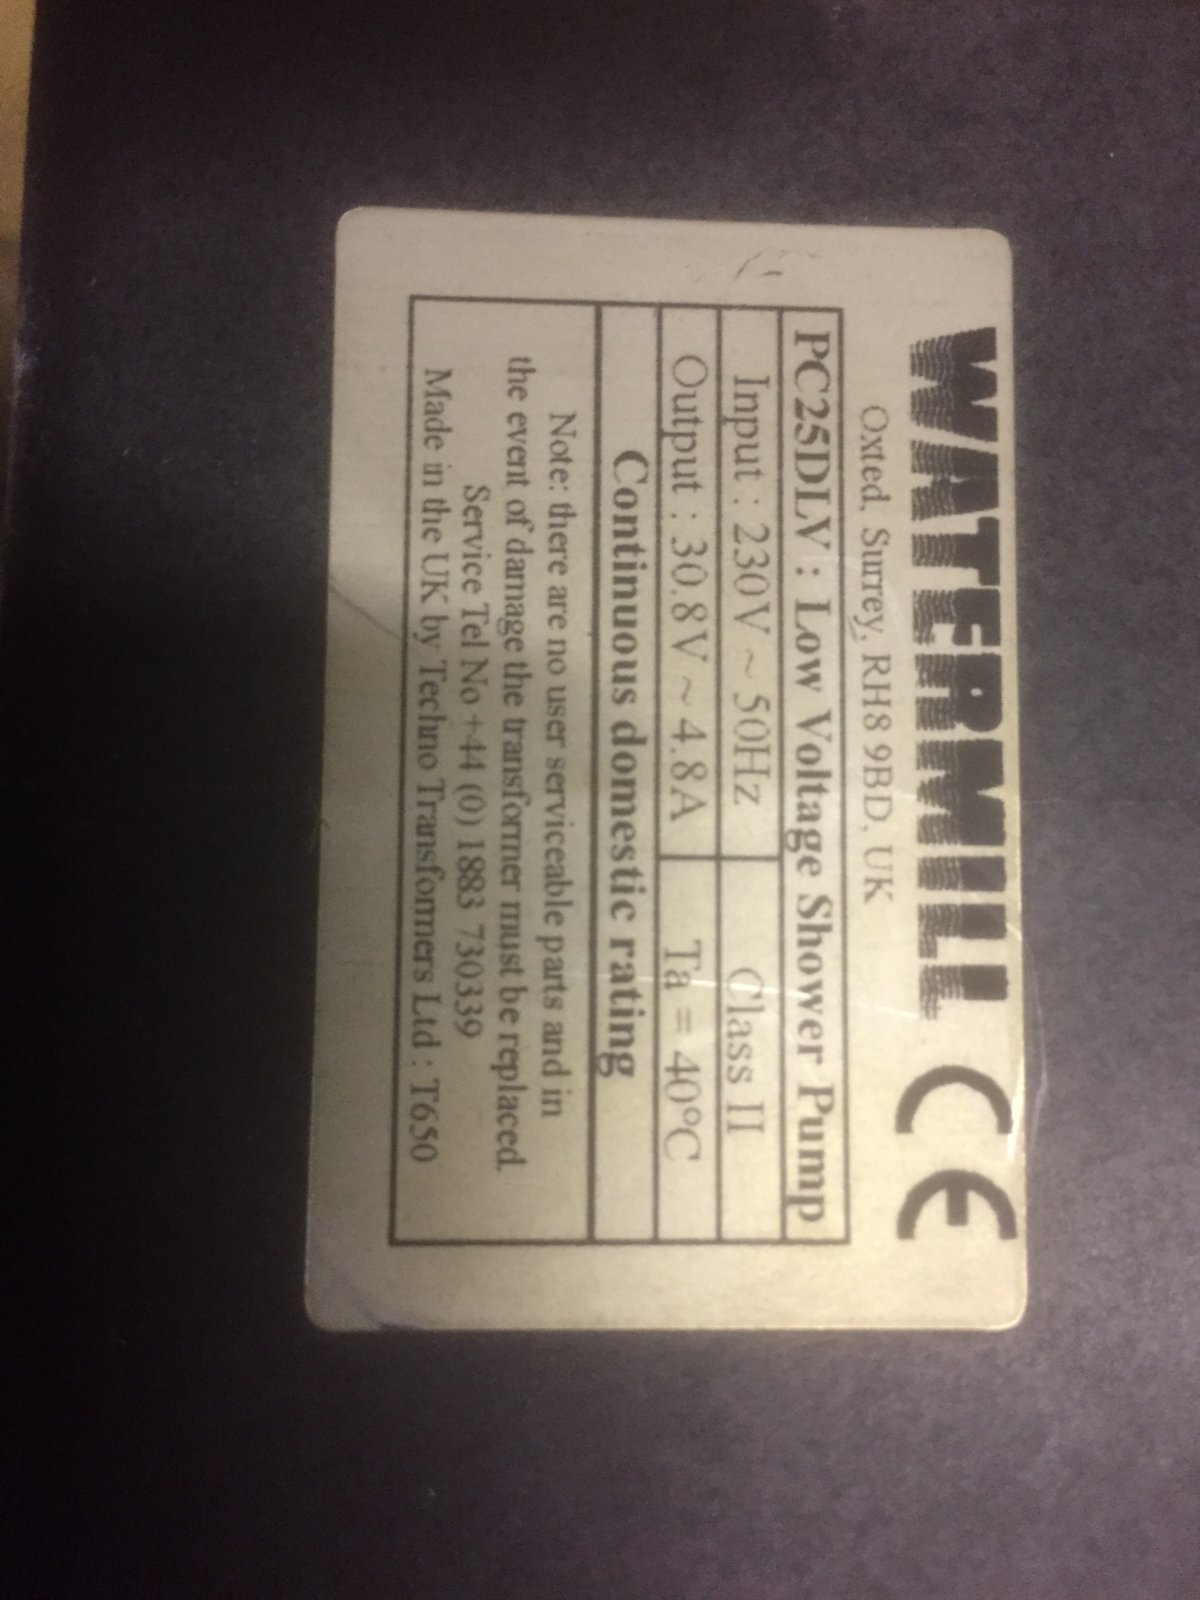 WATERMILL CE
Oxted, Surrey, RH8 9BD, UK
PC25DLV : Low Voltage Shower Pump
Input : 230V ~ 50Hz Class II
Output : 30.8V ~ 4.8A Ta = 40°C
Continuous domestic rating
Note: there are no user serviceable parts and in
the event of damage the transformer must be replaced.
Service Tel No +44 (0) 1883 730339
Made in the UK by Techno Transformers Ltd : T650